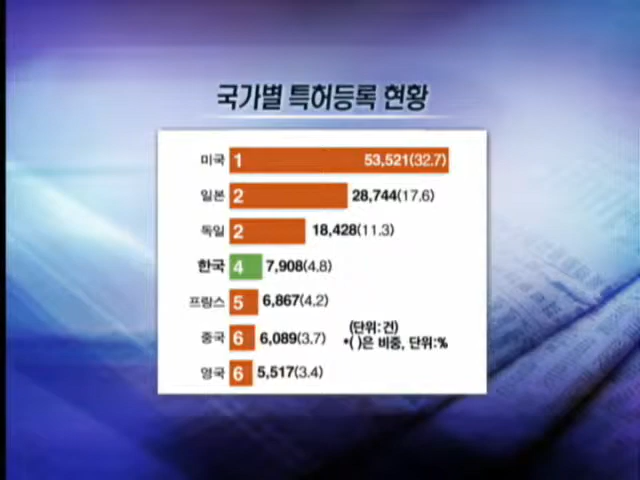 국가별 특허등록 현황
미국 1 53,521(32.7)
일본 2 28,744(17.6)
독일 2 18,428(11.3)
한국 4 7,908(4.8)
프랑스 5 6,867(4.2)
중국 6 6,089(3.7)
(단위:건)
*( )은 비중, 단위:%
영국 6 5,517(3.4)